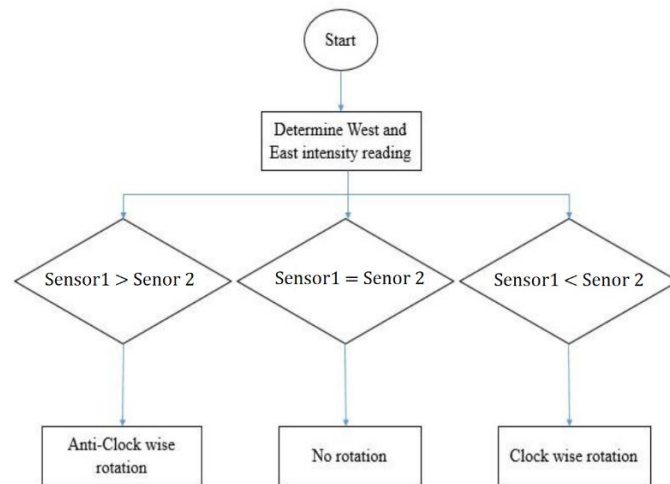 Start
Determine West and
East intensity reading
Sensor1 > Senor 2
Sensor1 = Senor 2
Sensor1 < Senor 2
Anti-Clock wise
rotation
No rotation
Clock wise rotation